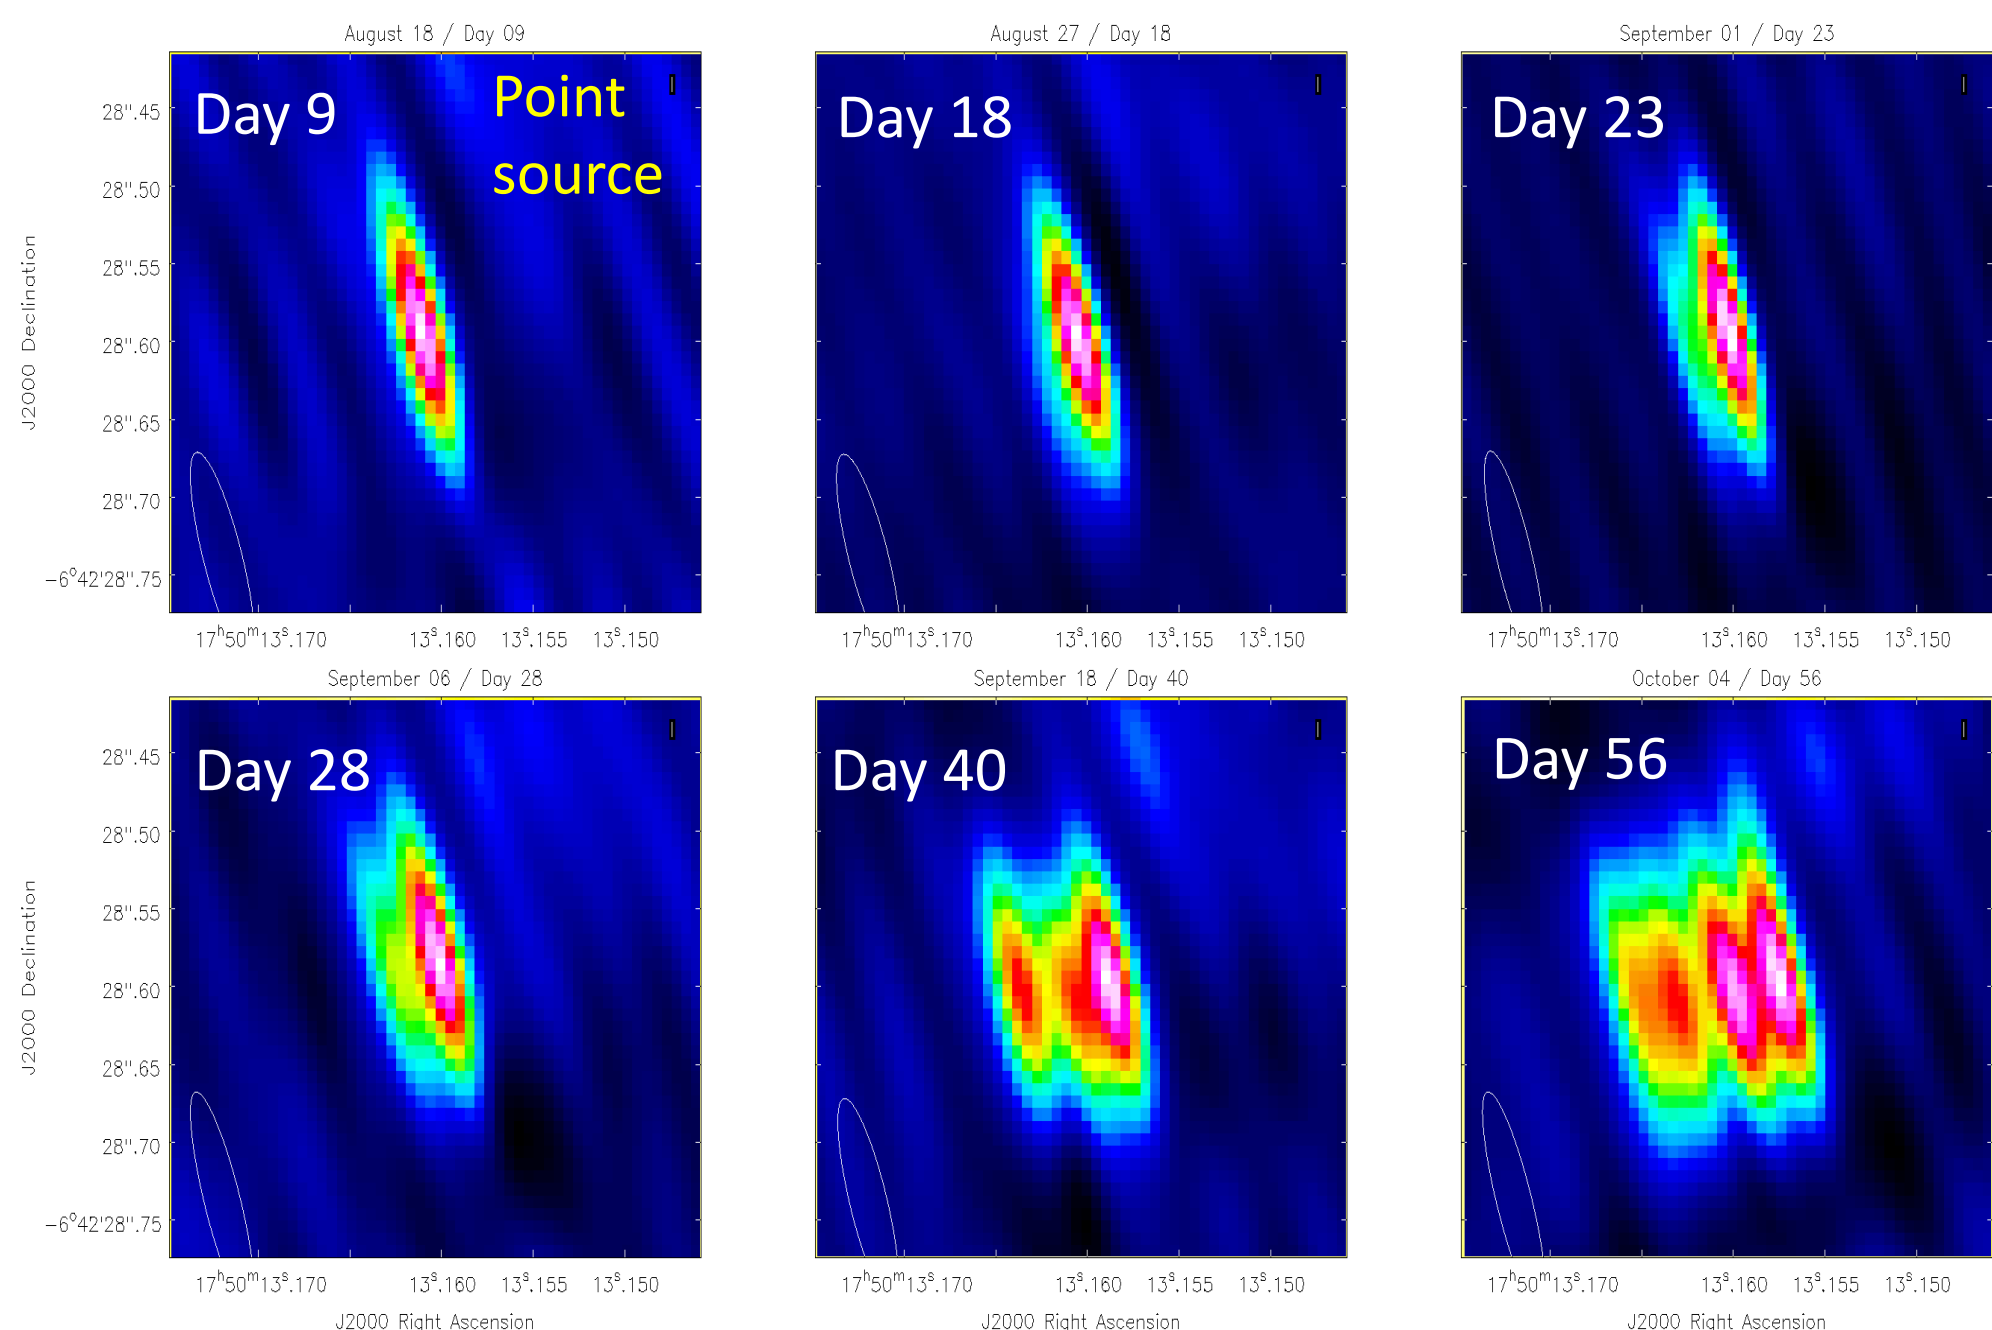 August 18 / Day 09
August 27 / Day 18
September 01 / Day 23
Day 9
Point
source
Day 18
Day 23
J2000 Declination
28".45
28".50
28".55
28".60
28".65
28".70
-6°42'28".75
17ʰ50ᵐ13ˢ.170
13ˢ.160
13ˢ.155
13ˢ.150
17ʰ50ᵐ13ˢ.170
13ˢ.160
13ˢ.155
13ˢ.150
17ʰ50ᵐ13ˢ.170
13ˢ.160
13ˢ.155
13ˢ.150
September 06 / Day 28
September 18 / Day 40
October 04 / Day 56
Day 28
Day 40
Day 56
J2000 Declination
28".45
28".50
28".55
28".60
28".65
28".70
-6°42'28".75
17ʰ50ᵐ13ˢ.170
13ˢ.160
13ˢ.155
13ˢ.150
17ʰ50ᵐ13ˢ.170
13ˢ.160
13ˢ.155
13ˢ.150
17ʰ50ᵐ13ˢ.170
13ˢ.160
13ˢ.155
13ˢ.150
J2000 Right Ascension
J2000 Right Ascension
J2000 Right Ascension